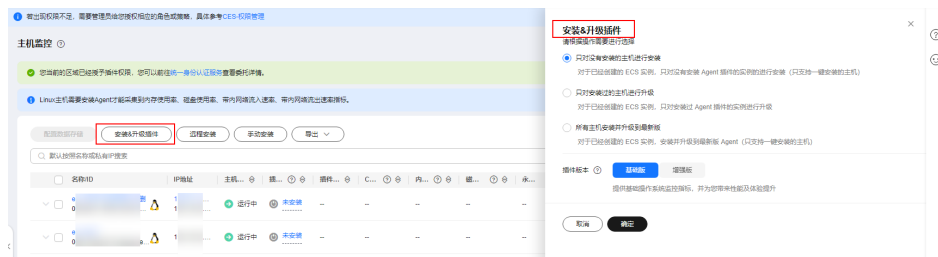 若出现权限不足，需要管理员给您授权相应的角色或策略，具体参考CES-权限管理
主机监控
您当前的区域已经授予插件权限，您可以前往统一身份认证服务查看委托详情。
Linux主机需要安装Agent才能采集到内存使用率、磁盘使用率、带内网络流入速率、带内网络流出速率指标。
配置数据存储 安装&升级插件 远程安装 手动安装 导出
默认按照名称或私有IP搜索
名称/ID IP地址 主机... 插... 插件... C... 内... 磁... 永...
运行中 未安装 -- -- -- -- --
运行中 未安装 -- -- -- -- --
安装&升级插件
请根据操作需要进行选择
只对没有安装的主机进行安装
对于已经创建的 ECS 实例，只对没有安装 Agent 插件的实例的进行安装（只支持一键安装的主机）
只对安装过的主机进行升级
对于已经创建的 ECS 实例，只对安装过 Agent 插件的实例进行升级
所有主机安装并升级到最新版
对于已经创建的 ECS 实例，安装并升级到最新版 Agent（只支持一键安装的主机）
插件版本 基础版 增强版
提供基础操作系统监控指标、并为您带来性能及体验提升
取消 确定